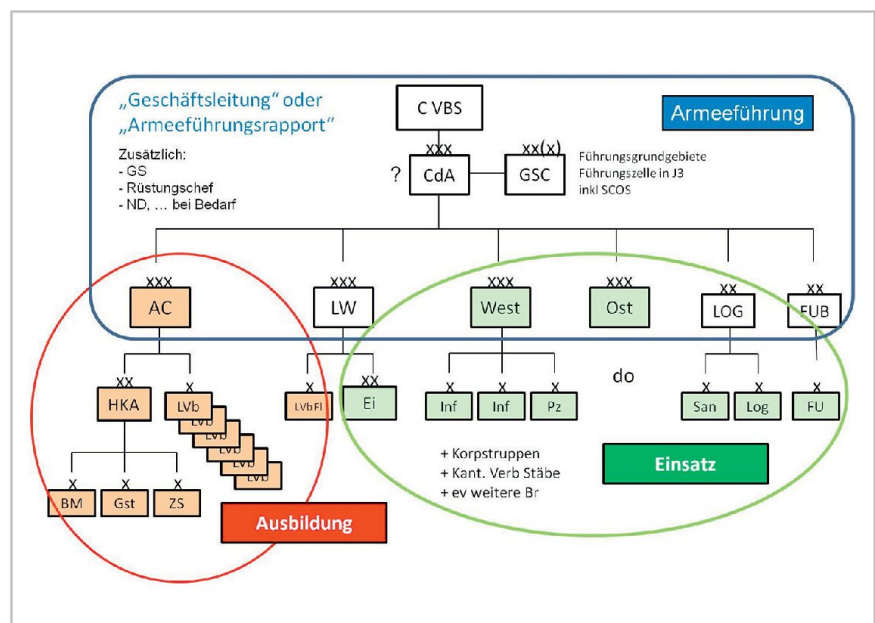 „Geschäftsleitung“ oder
„Armeeführungsrapport“
Zusätzlich:
- GS
- Rüstungschef
- ND, ... bei Bedarf
C VBS
Armeeführung
XXX
?
CdA
xx(x)
GSC
Führungsgrundgebiete
Führungszelle in J3
inkl SCOS
XXX
AC
XXX
LW
XXX
West
XXX
Ost
XX
LOG
XX
FUB
XX
HKA
X
LVb
LVb
LVb
LVb
LVb
LVb
X
LVb Fl
XX
Ei
X
Inf
X
Inf
X
Pz
do
X
San
X
Log
X
FU
X
BM
X
Gst
X
ZS
+ Korpstruppen
+ Kant. Verb Stäbe
+ ev weitere Br
Einsatz
Ausbildung